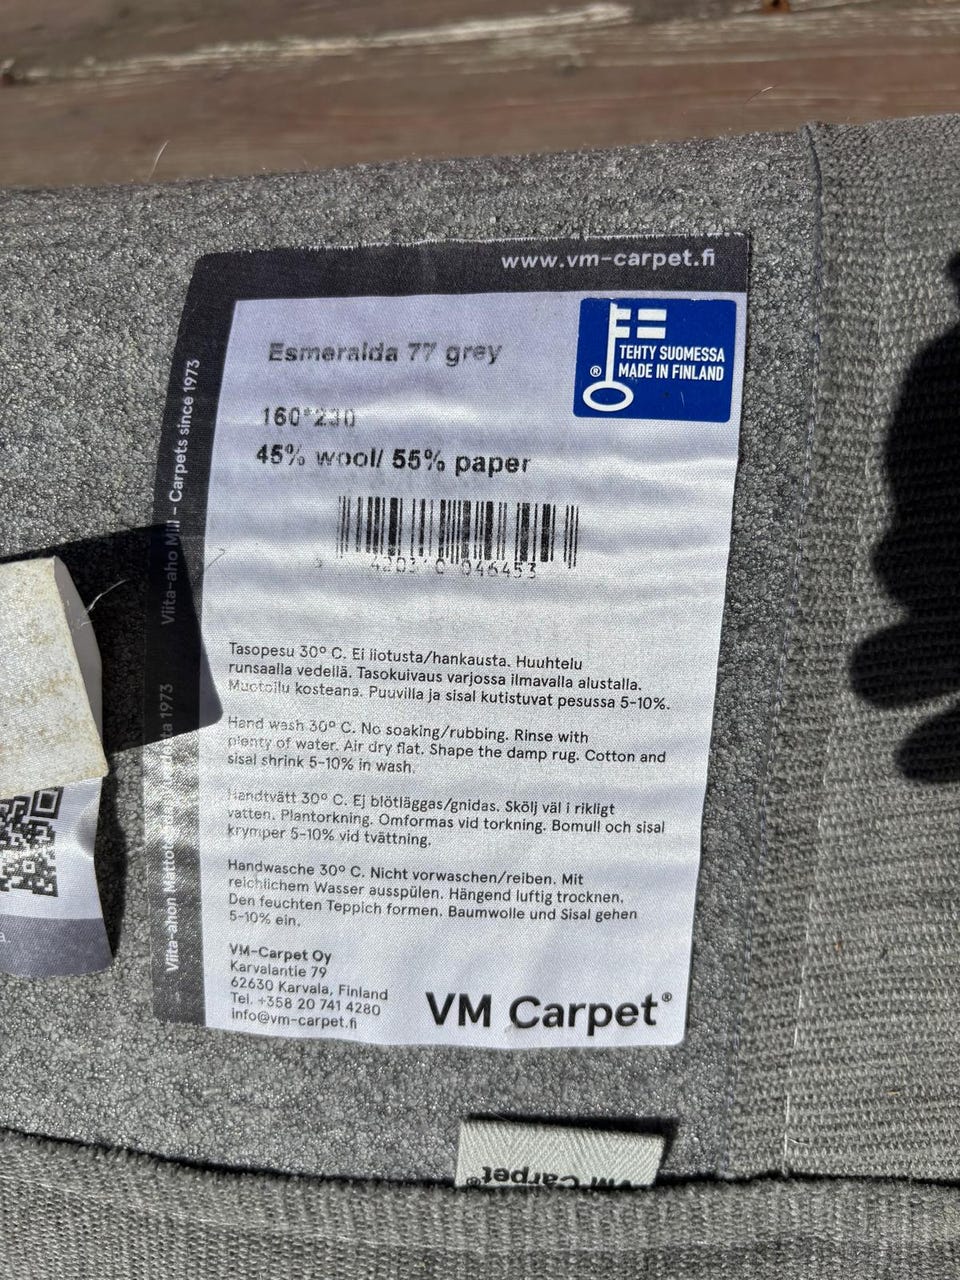 www.vm-carpet.fi
Esmeralda 77 grey
TEHTY SUOMESSA
® MADE IN FINLAND
160*230
45% wool/ 55% paper
046453
Tasopesu 30° C. Ei liotusta/hankausta. Huuhtelu
runsaalla vedellä. Tasokuivaus varjossa ilmavalla alustalla.
Muotoilu kosteana. Puuvilla ja sisal kutistuvat pesussa 5-10%.
Hand wash 30° C. No soaking/rubbing. Rinse with
plenty of water. Air dry flat. Shape the damp rug. Cotton and
sisal shrink 5-10% in wash.
Handtvätt 30° C. Ej blötläggas/gnidas. Skölj väl i rikligt
vatten. Plantorkning. Omformas vid torkning. Bomull och sisal
krymper 5-10% vid tvättning.
Handwasche 30° C. Nicht vorwaschen/reiben. Mit
reichlichem Wasser ausspülen. Hängend luftig trocknen.
Den feuchten Teppich formen. Baumwolle und Sisal gehen
5-10% ein.
VM-Carpet Oy
Karvalantie 79
62630 Karvala, Finland
Tel. +358 20 741 4280
info@vm-carpet.fi
VM Carpet®
Viita-ahon 1973
Viita-aho Mill – Carpets since 1973
VM Carpet®